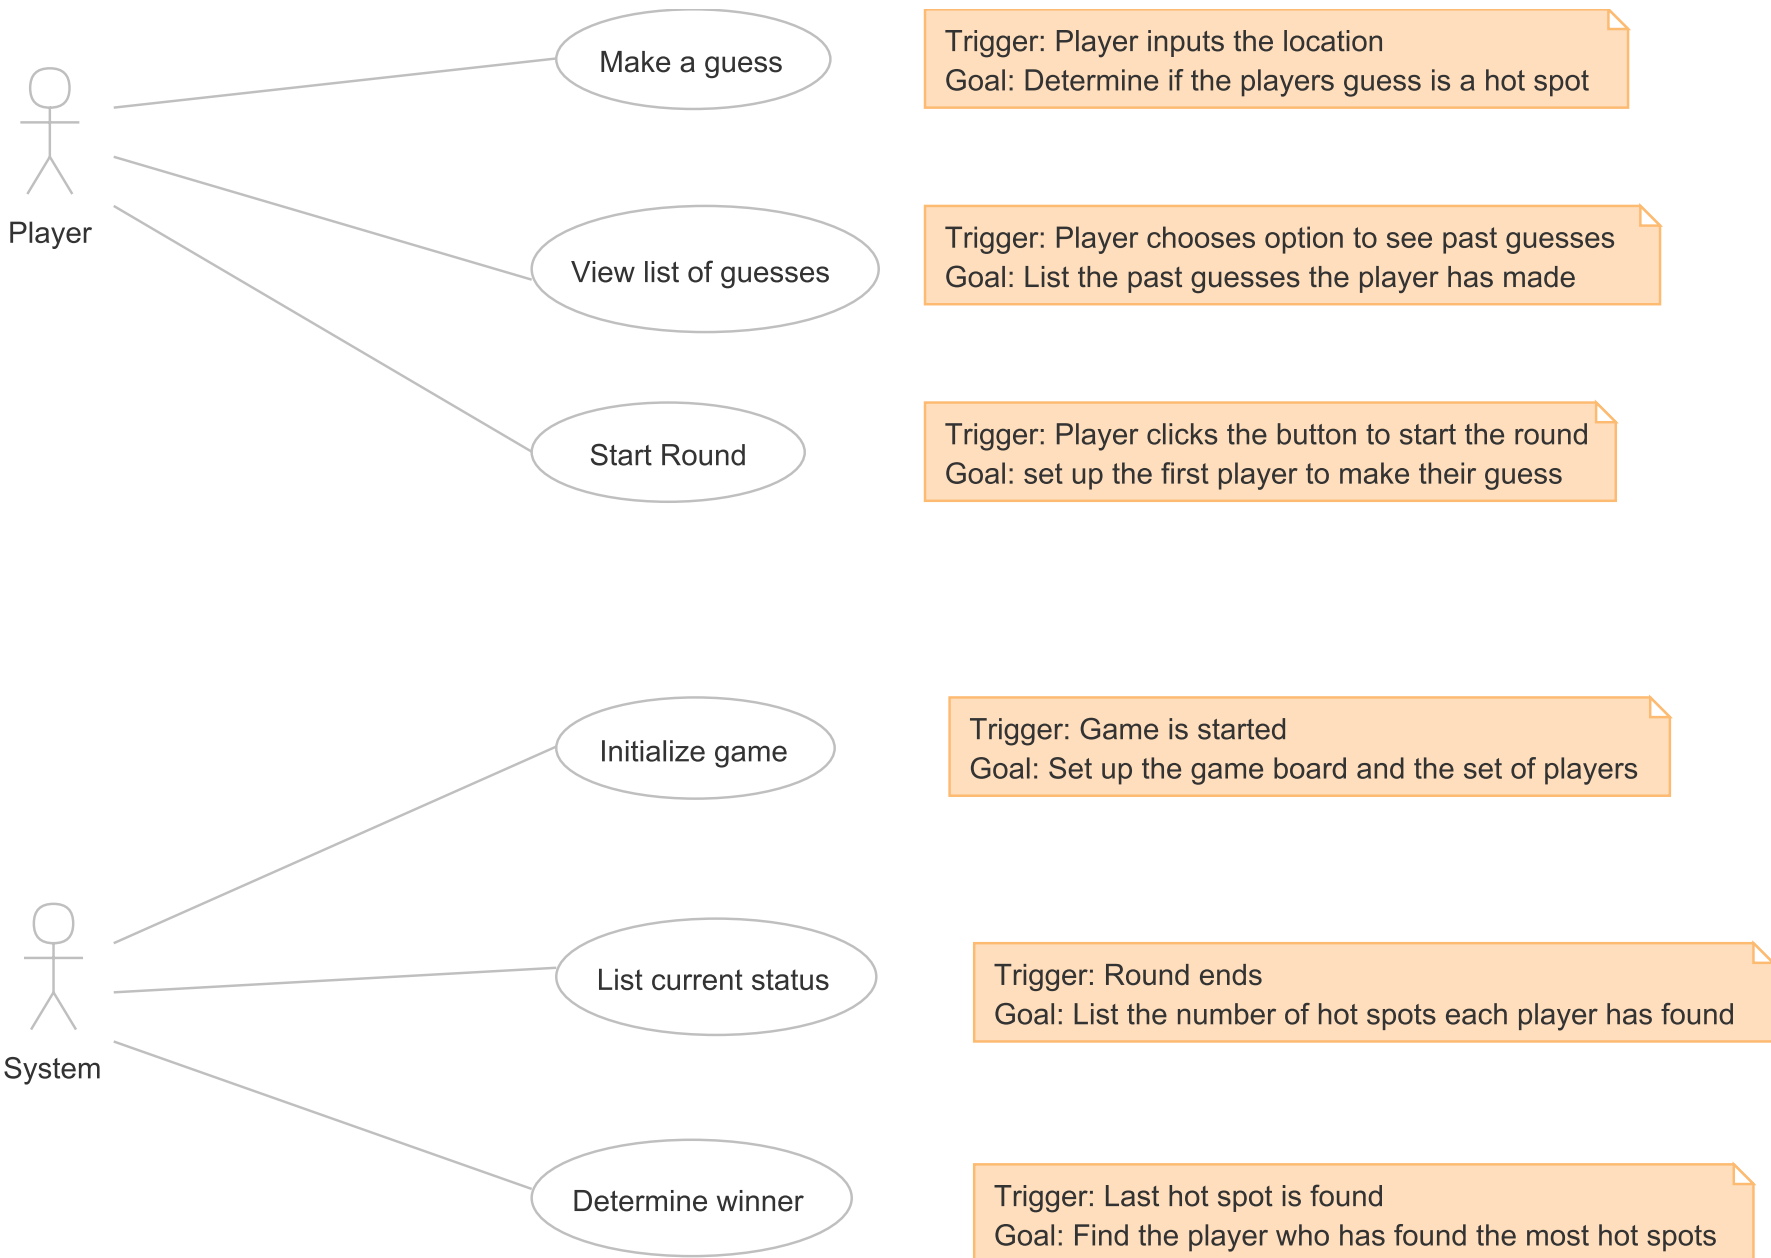 Make a guess
Trigger: Player inputs the location
Goal: Determine if the players guess is a hot spot
Player
View list of guesses
Trigger: Player chooses option to see past guesses
Goal: List the past guesses the player has made
Start Round
Trigger: Player clicks the button to start the round
Goal: set up the first player to make their guess
Initialize game
Trigger: Game is started
Goal: Set up the game board and the set of players
System
List current status
Trigger: Round ends
Goal: List the number of hot spots each player has found
Determine winner
Trigger: Last hot spot is found
Goal: Find the player who has found the most hot spots